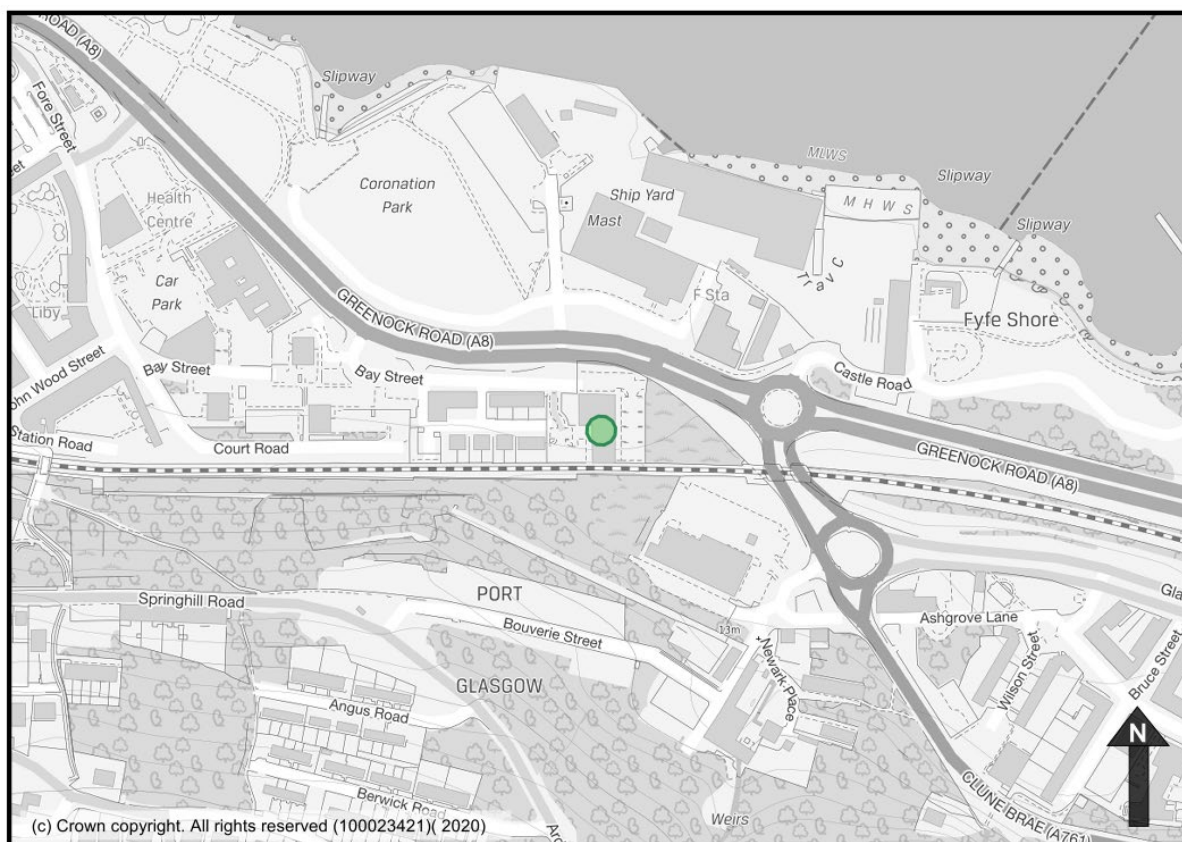 ROAD (A8)
Slipway
Fore Street
MLWS
Slipway
Coronation
Park
Ship Yard
Mast
MHWS
Slipway
Health
Centre
Car
Park
Trav C
F Sta
Fyfe Shore
Liby
GREENOCK ROAD (A8)
John Wood Street
Bay Street
Bay Street
Castle Road
Station Road
Court Road
GREENOCK ROAD (A8)
PORT
Springhill Road
Bouverie Street
13m
Newark Place
Ashgrove Lane
Wilson Street
Bruce Street
GLASGOW
Angus Road
N
Berwick Road
Weirs
CLUNE BRAE (A761)
(c) Crown copyright. All rights reserved (100023421)( 2020)